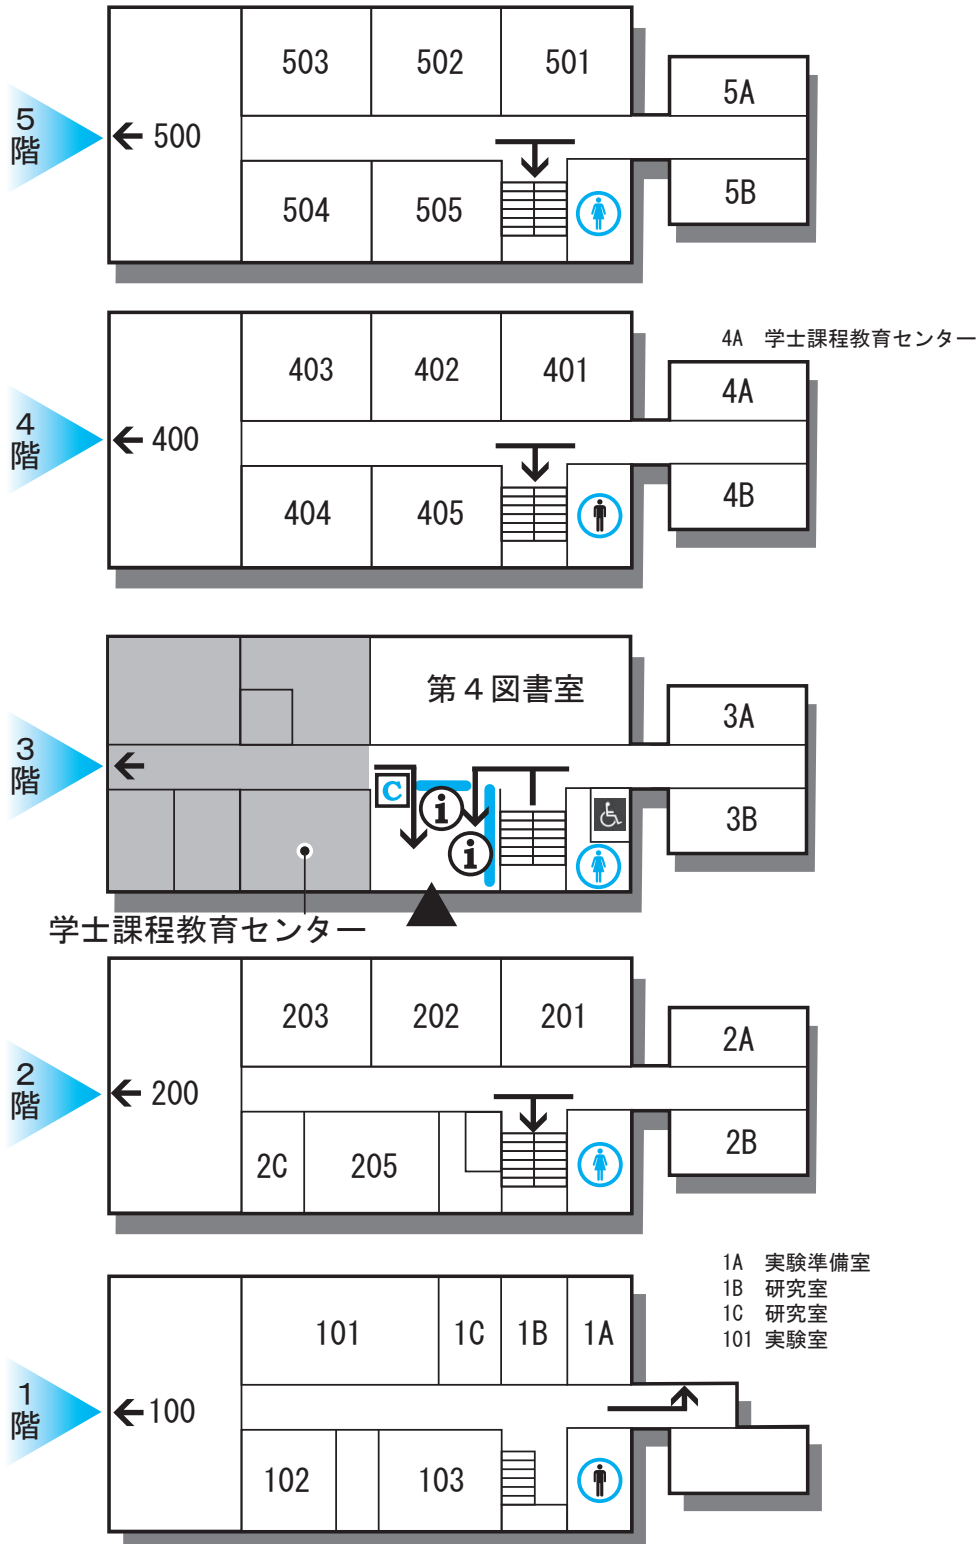 5階
503
502
501
5A
500
504
505
5B
4階
4A 学士課程教育センター
403
402
401
4A
400
404
405
4B
3階
第4図書室
3A
C
i
i
3B
学士課程教育センター
2階
203
202
201
2A
200
2C
205
2B
1階
1A 実験準備室
1B 研究室
1C 研究室
101 実験室
101
1C
1B
1A
100
102
103